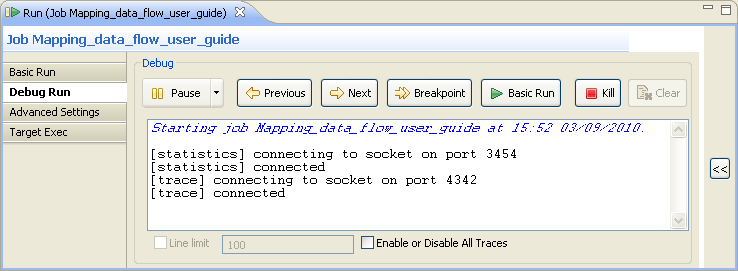 Run (Job Mapping_data_flow_user_guide)
Job Mapping_data_flow_user_guide
Basic Run
Debug Run
Advanced Settings
Target Exec
Debug
Pause Previous Next Breakpoint Basic Run Kill Clear
Starting job Mapping_data_flow_user_guide at 15:52 03/09/2010.
[statistics] connecting to socket on port 3454
[statistics] connected
[trace] connecting to socket on port 4342
[trace] connected
Line limit 100 Enable or Disable All Traces
<<